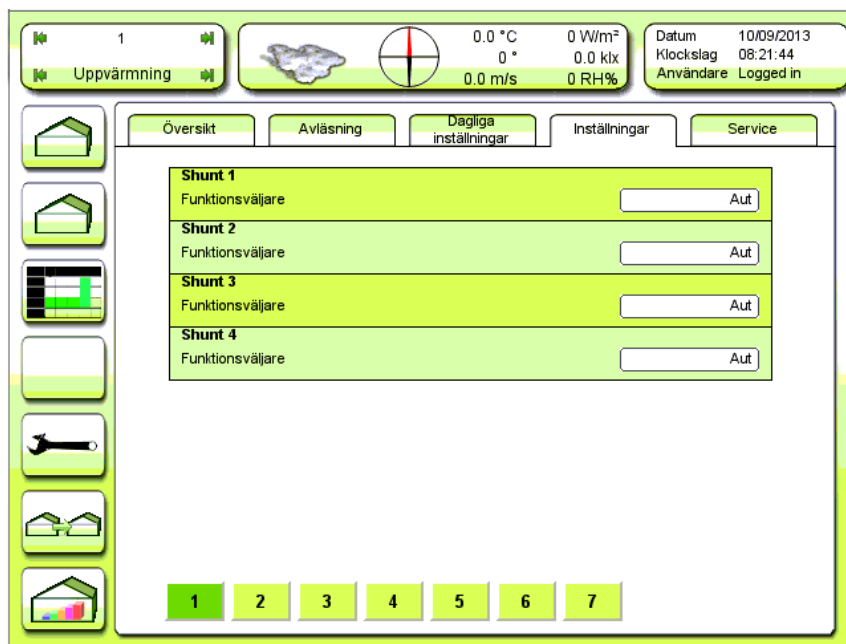 1
Uppvärmning
0.0 °C
0 W/m²
0 °
0.0 klx
0.0 m/s
0 RH%
Datum 10/09/2013
Klockslag 08:21:44
Användare Logged in
Översikt
Avläsning
Dagliga
inställningar
Inställningar
Service
Shunt 1
Funktionsväljare Aut
Shunt 2
Funktionsväljare Aut
Shunt 3
Funktionsväljare Aut
Shunt 4
Funktionsväljare Aut
1 2 3 4 5 6 7